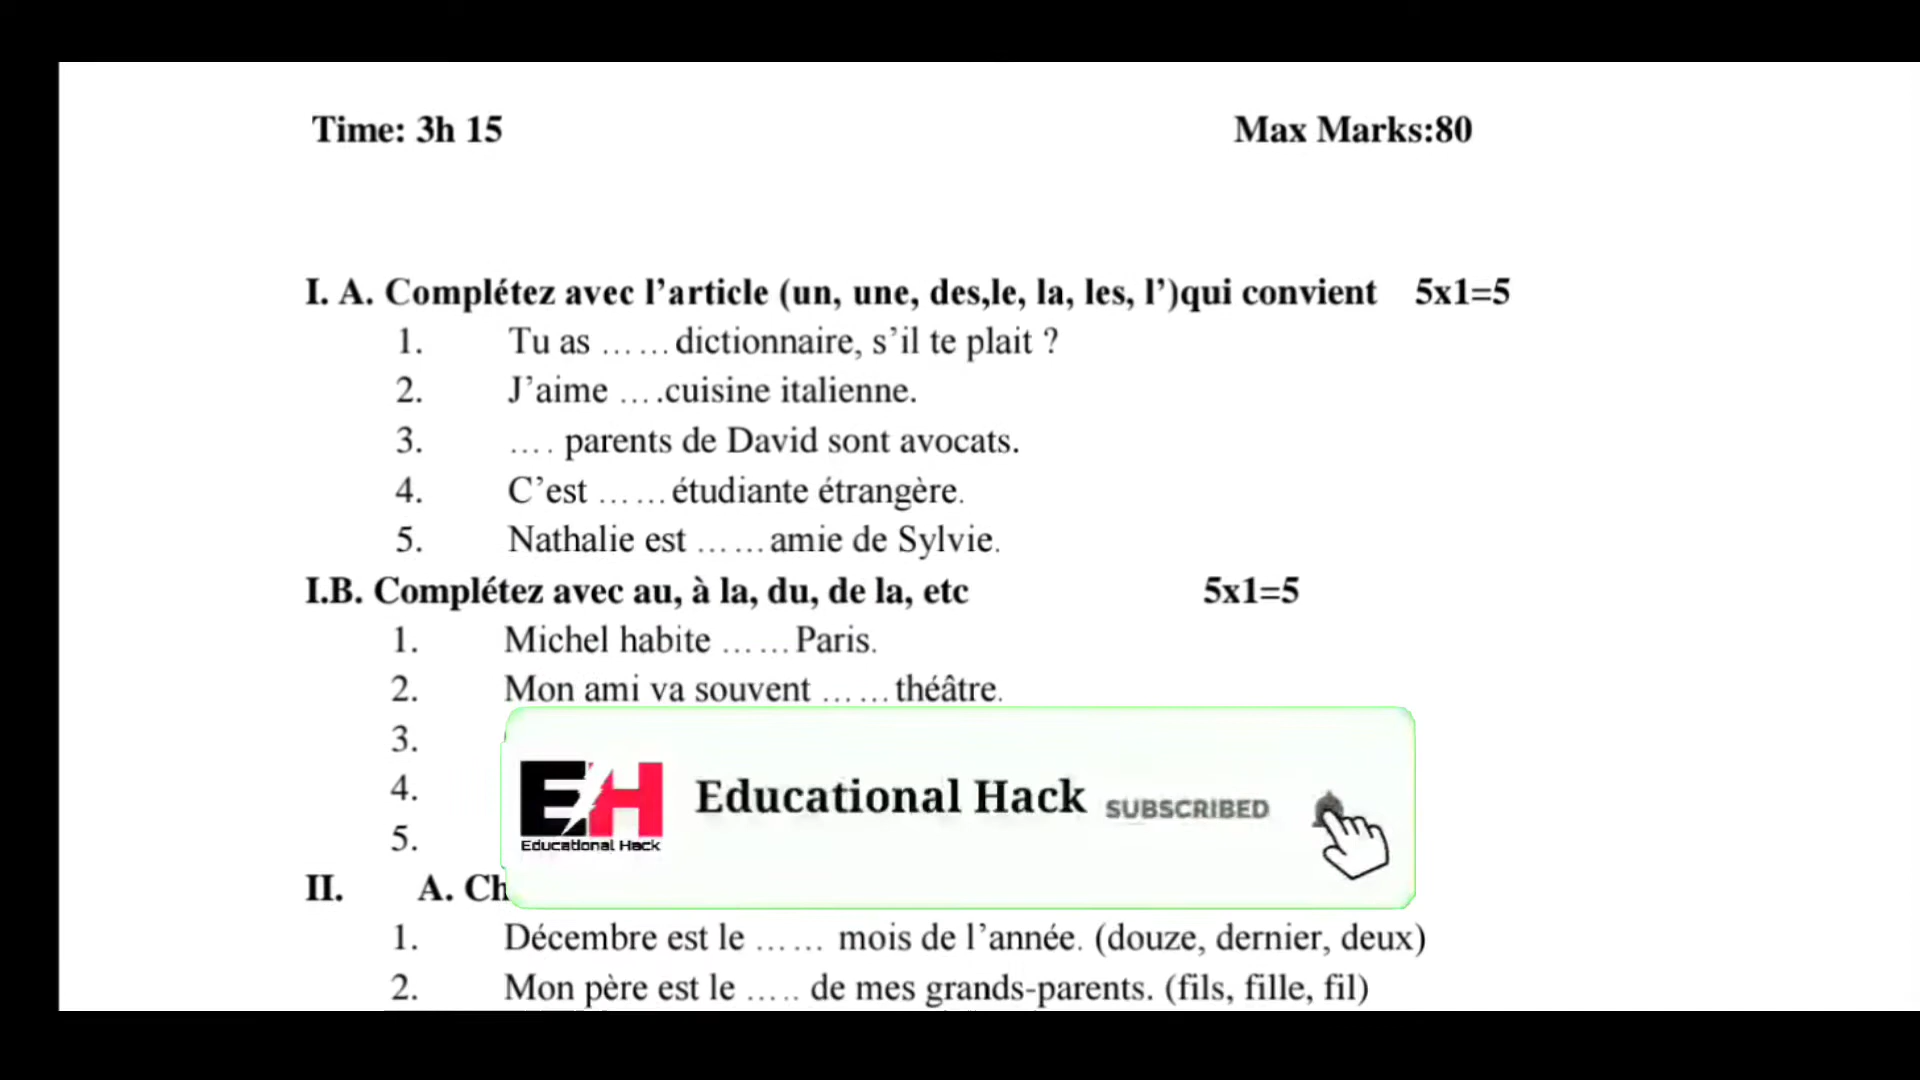 Time: 3h 15 Max Marks:80
I. A. Complétez avec l’article (un, une, des,le, la, les, l’)qui convient 5x1=5
1. Tu as …… dictionnaire, s’il te plait ?
2. J’aime ….cuisine italienne.
3. …. parents de David sont avocats.
4. C’est …… étudiante étrangère.
5. Nathalie est …… amie de Sylvie.
I.B. Complétez avec au, à la, du, de la, etc 5x1=5
1. Michel habite …… Paris.
2. Mon ami va souvent …… théâtre.
3.
4.
5.
EH
Educational Hack
Educational Hack SUBSCRIBED
II. A. Ch
1. Décembre est le …… mois de l’année. (douze, dernier, deux)
2. Mon père est le ….. de mes grands-parents. (fils, fille, fil)